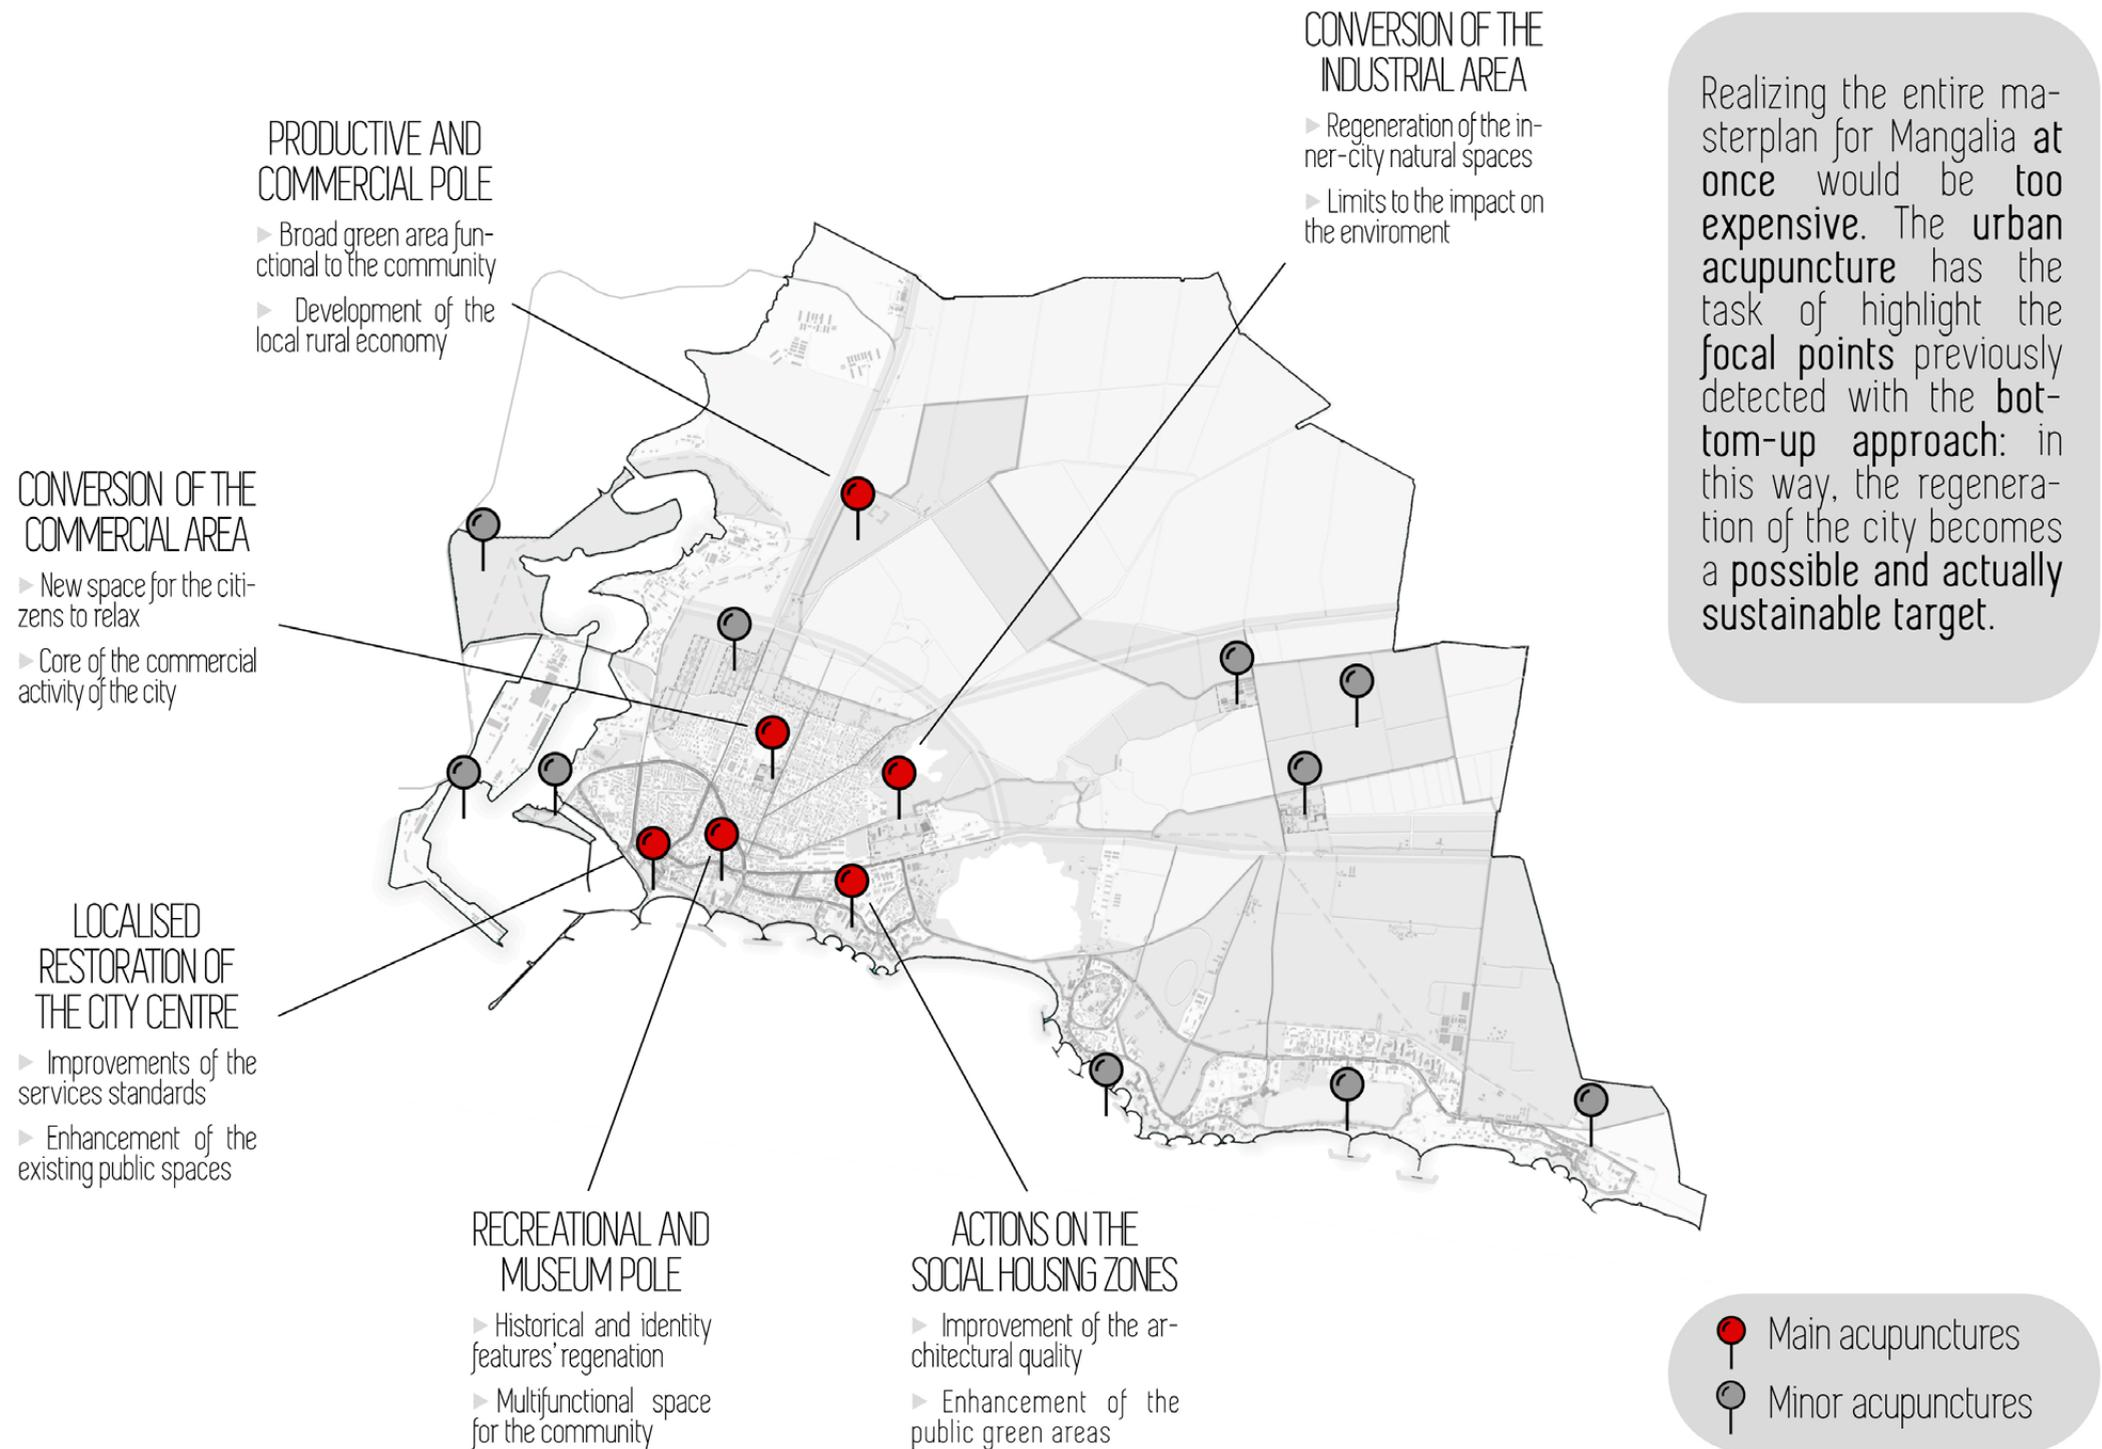 CONVERSION OF THE
INDUSTRIAL AREA
▶ Regeneration of the in-
ner-city natural spaces
▶ Limits to the impact on
the enviroment
PRODUCTIVE AND
COMMERCIAL POLE
▶ Broad green area fun-
ctional to the community
▶ Development of the
local rural economy
CONVERSION OF THE
COMMERCIAL AREA
▶ New space for the citi-
zens to relax
▶ Core of the commercial
activity of the city
LOCALISED
RESTORATION OF
THE CITY CENTRE
▶ Improvements of the
services standards
▶ Enhancement of the
existing public spaces
RECREATIONAL AND
MUSEUM POLE
▶ Historical and identity
features' regenation
▶ Multifunctional space
for the community
ACTIONS ON THE
SOCIAL HOUSING ZONES
▶ Improvement of the ar-
chitectural quality
▶ Enhancement of the
public green areas
Realizing the entire ma-
sterplan for Mangalia at
once would be too
expensive. The urban
acupuncture has the
task of highlight the
focal points previously
detected with the bot-
tom-up approach: in
this way, the regenera-
tion of the city becomes
a possible and actually
sustainable target.
Main acupunctures
Minor acupunctures